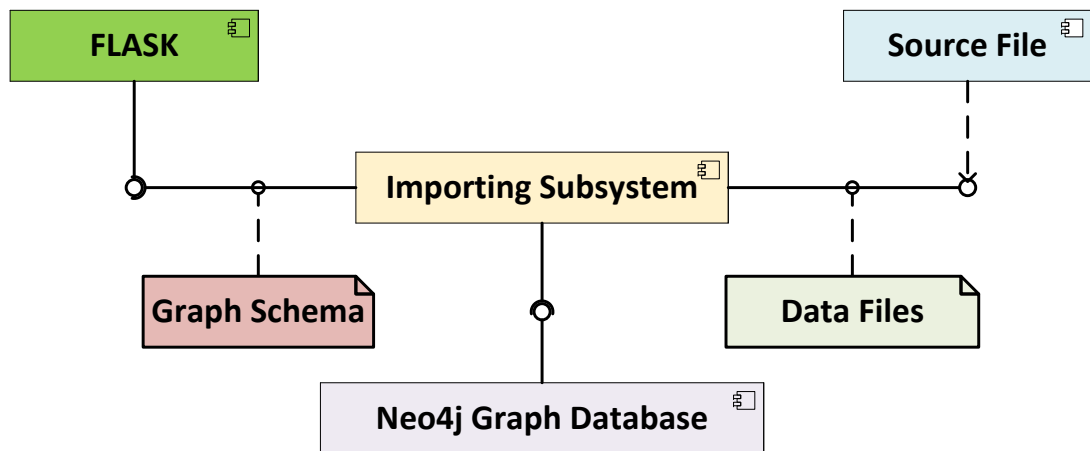 FLASK
Source File
Importing Subsystem
Graph Schema
Data Files
Neo4j Graph Database